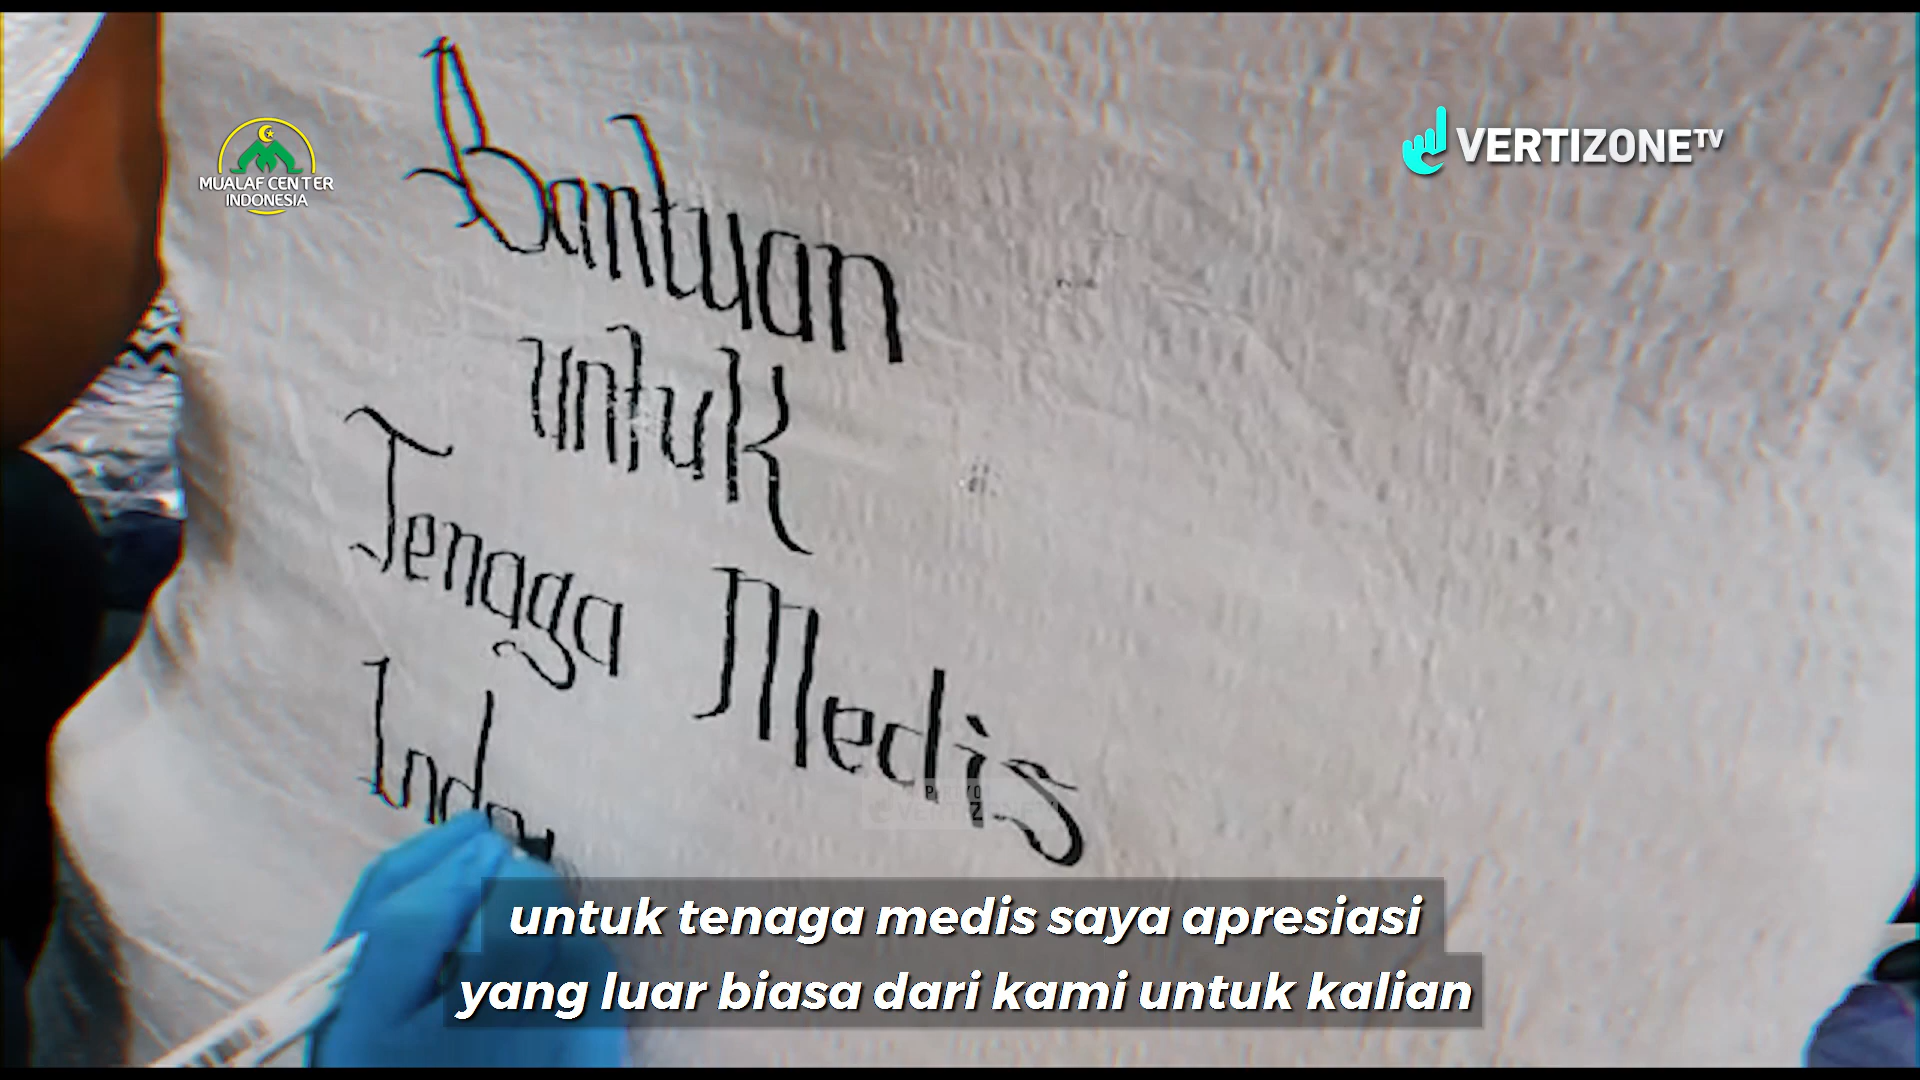 MUALAF CENTER
INDONESIA
VERTIZONE TV
Bantuan
untuk
Tenaga Medis
Indo
untuk tenaga medis saya apresiasi
yang luar biasa dari kami untuk kalian